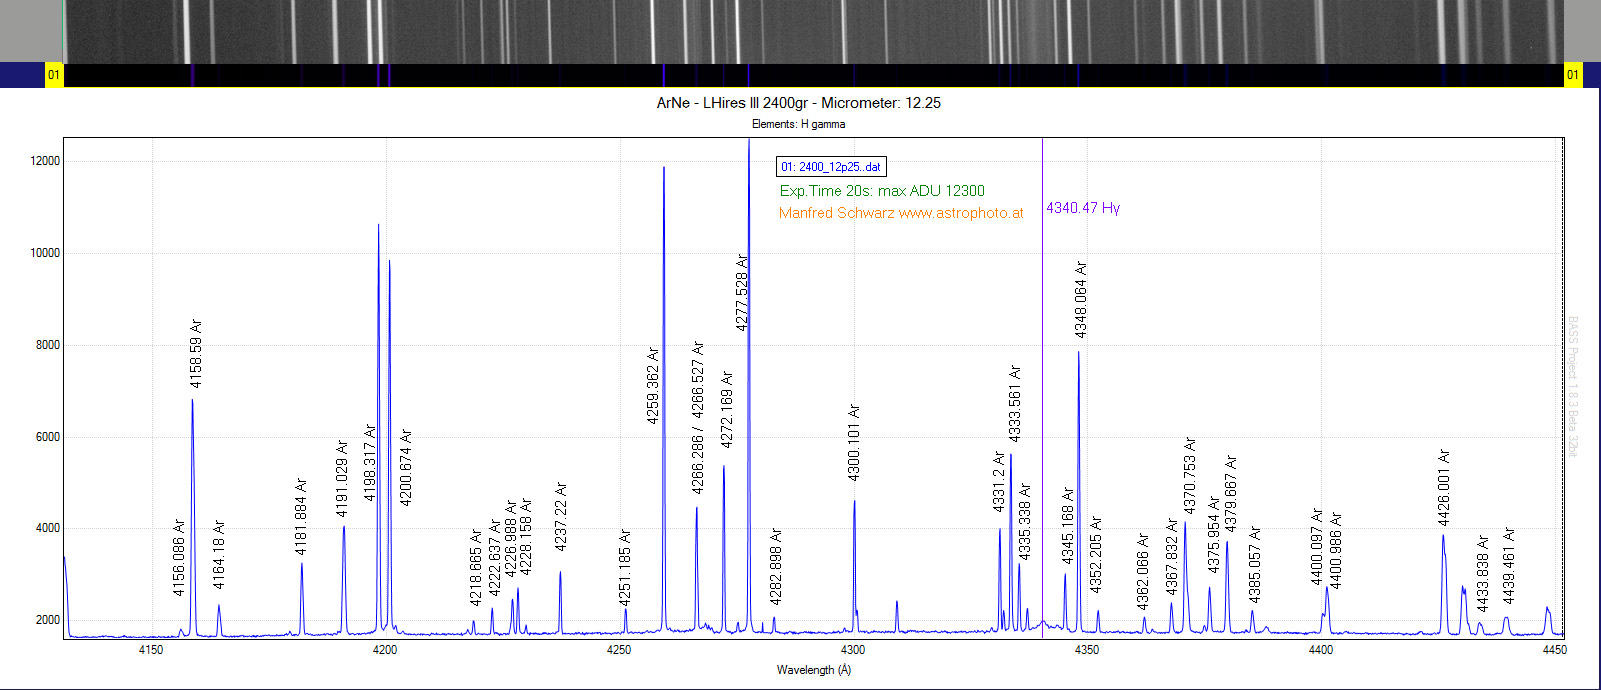 01
01
ArNe - LHires III 2400gr - Micrometer: 12.25
Elements: H gamma
01: 2400_12p25..dat
Exp.Time 20s: max ADU 12300
Manfred Schwarz www.astrophoto.at
4340.47 Hγ
12000
10000
8000
6000
4000
2000
4156.086 Ar
4158.59 Ar
4164.18 Ar
4181.884 Ar
4191.029 Ar
4198.317 Ar
4200.674 Ar
4218.665 Ar
4222.637 Ar
4226.988 Ar
4228.158 Ar
4237.22 Ar
4251.185 Ar
4259.362 Ar
4266.286 / 4266.527 Ar
4272.169 Ar
4277.528 Ar
4282.898 Ar
4300.101 Ar
4331.2 Ar
4333.561 Ar
4335.338 Ar
4345.168 Ar
4348.064 Ar
4352.205 Ar
4362.066 Ar
4367.832 Ar
4370.753 Ar
4375.954 Ar
4379.667 Ar
4385.057 Ar
4400.097 Ar
4400.986 Ar
4426.001 Ar
4433.838 Ar
4439.461 Ar
4150
4200
4250
4300
4350
4400
4450
Wavelength (Å)
BASS Project 1.8.3 Beta 32bit